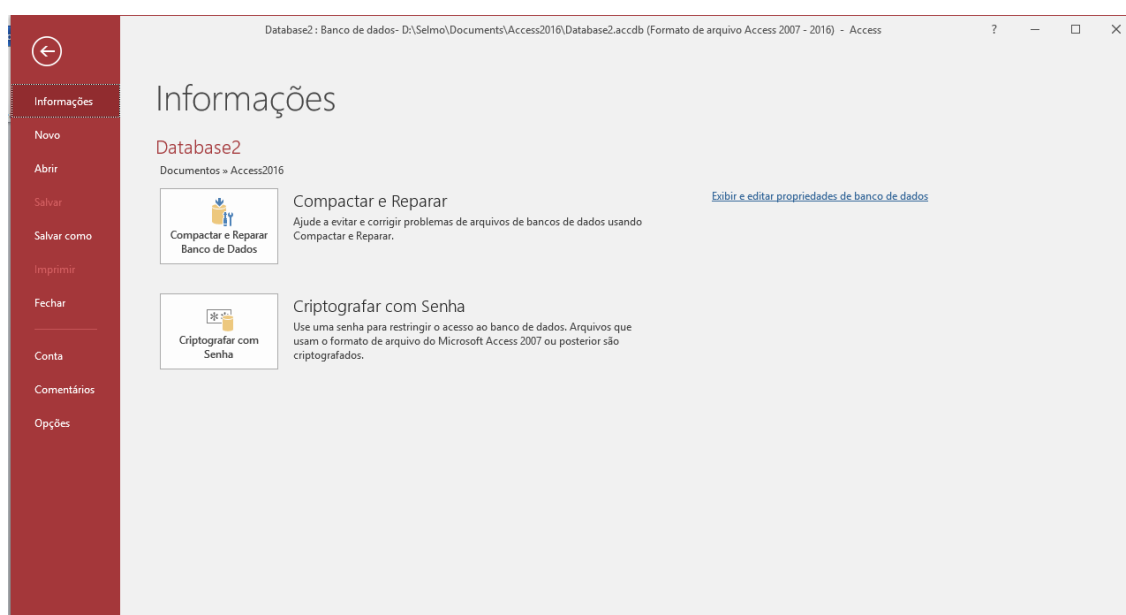 Database2 : Banco de dados- D:\Selmo\Documents\Access2016\Database2.accdb (Formato de arquivo Access 2007 - 2016) - Access
?
Informações
Novo
Abrir
Salvar
Salvar como
Imprimir
Fechar
Conta
Comentários
Opções
Informações
Database2
Documentos » Access2016
Compactar e Reparar
Banco de Dados
Compactar e Reparar
Ajude a evitar e corrigir problemas de arquivos de bancos de dados usando
Compactar e Reparar.
Exibir e editar propriedades de banco de dados
Criptografar com
Senha
Criptografar com Senha
Use uma senha para restringir o acesso ao banco de dados. Arquivos que
usam o formato de arquivo do Microsoft Access 2007 ou posterior são
criptografados.